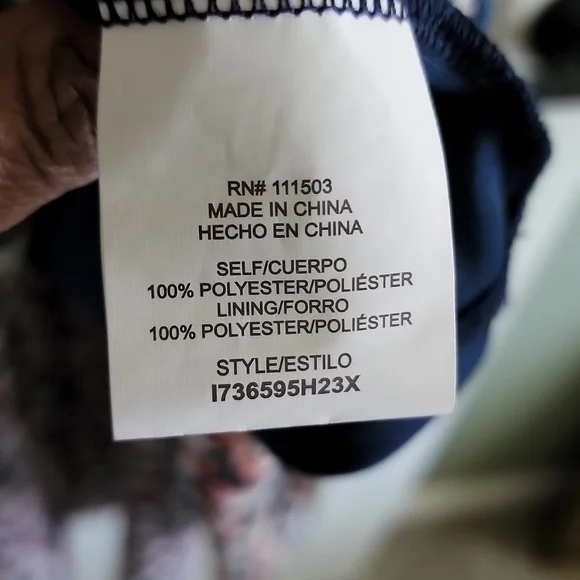 RN# 111503
MADE IN CHINA
HECHO EN CHINA
SELF/CUERPO
100% POLYESTER/POLIÉSTER
LINING/FORRO
100% POLYESTER/POLIÉSTER
STYLE/ESTILO
I736595H23X